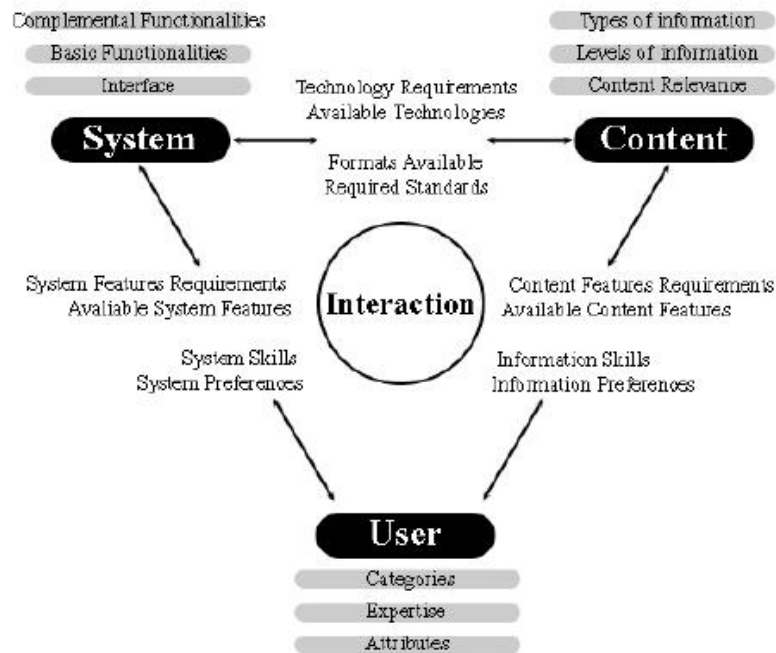 Complemental Functionalities
Basic Functionalities
Interface
System
Types of information
Levels of information
Content Relevance
Content
Technology Requirements
Available Technologies
Formats Available
Required Standards
System Features Requirements
Avaliable System Features
Interaction
Content Features Requirements
Available Content Features
System Skills
System Preferences
Information Skills
Information Preferences
User
Categories
Expertise
Attributes